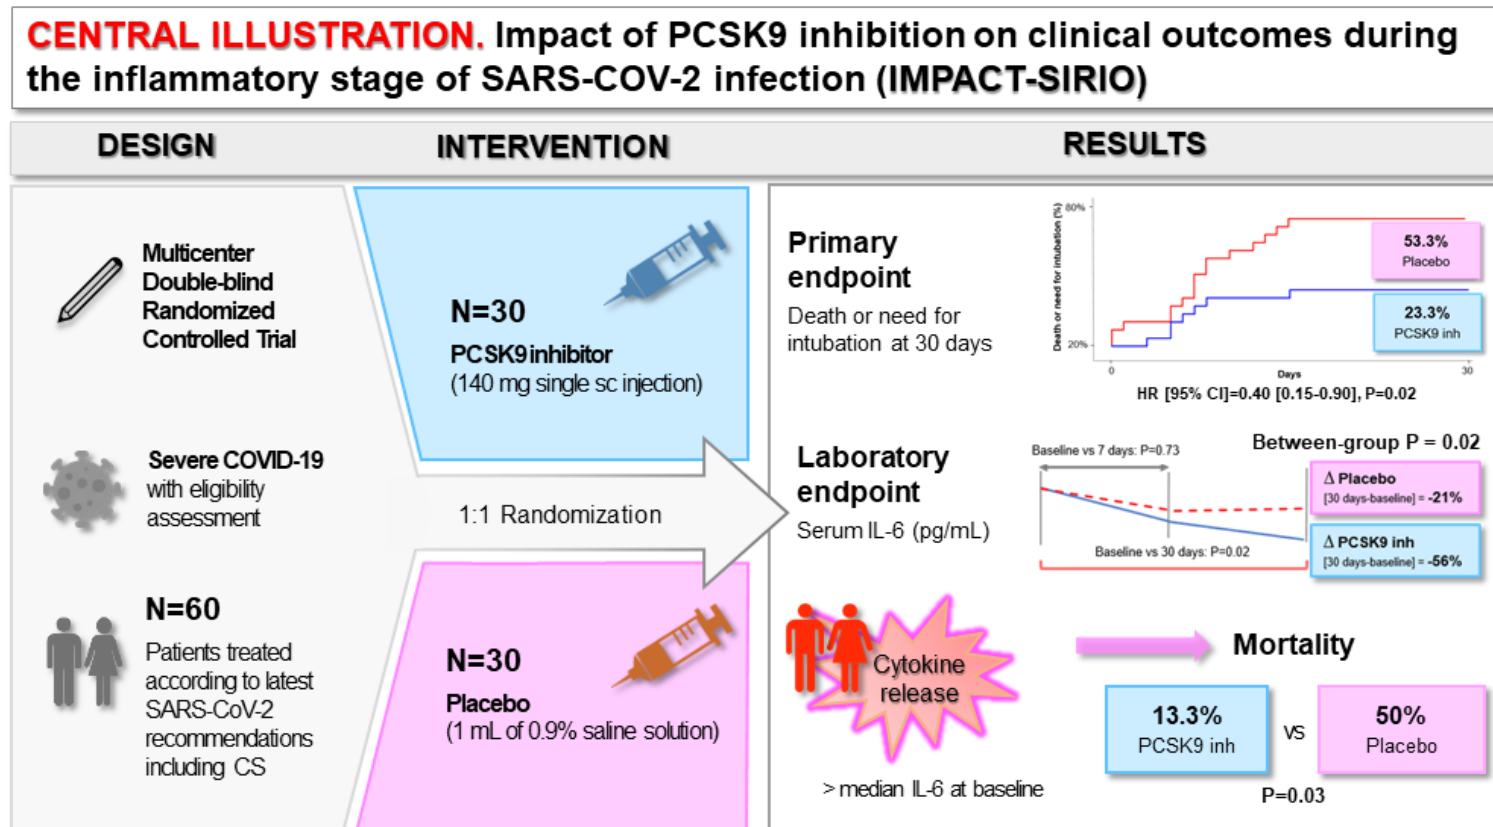 CENTRAL ILLUSTRATION. Impact of PCSK9 inhibition on clinical outcomes during
the inflammatory stage of SARS-COV-2 infection (IMPACT-SIRIO)
DESIGN
INTERVENTION
RESULTS
Multicenter
Double-blind
Randomized
Controlled Trial
Severe COVID-19
with eligibility
assessment
N=60
Patients treated
according to latest
SARS-CoV-2
recommendations
including CS
N=30
PCSK9 inhibitor
(140 mg single sc injection)
1:1 Randomization
N=30
Placebo
(1 mL of 0.9% saline solution)
Primary
endpoint
Death or need for
intubation at 30 days
Death or need for intubation (%)
80%
20%
0
Days
30
53.3%
Placebo
23.3%
PCSK9 inh
HR [95% CI]=0.40 [0.15-0.90], P=0.02
Laboratory
endpoint
Serum IL-6 (pg/mL)
Between-group P = 0.02
Baseline vs 7 days: P=0.73
Baseline vs 30 days: P=0.02
Δ Placebo
[30 days-baseline] = -21%
Δ PCSK9 inh
[30 days-baseline] = -56%
Cytokine
release
> median IL-6 at baseline
Mortality
13.3%
PCSK9 inh
vs
50%
Placebo
P=0.03